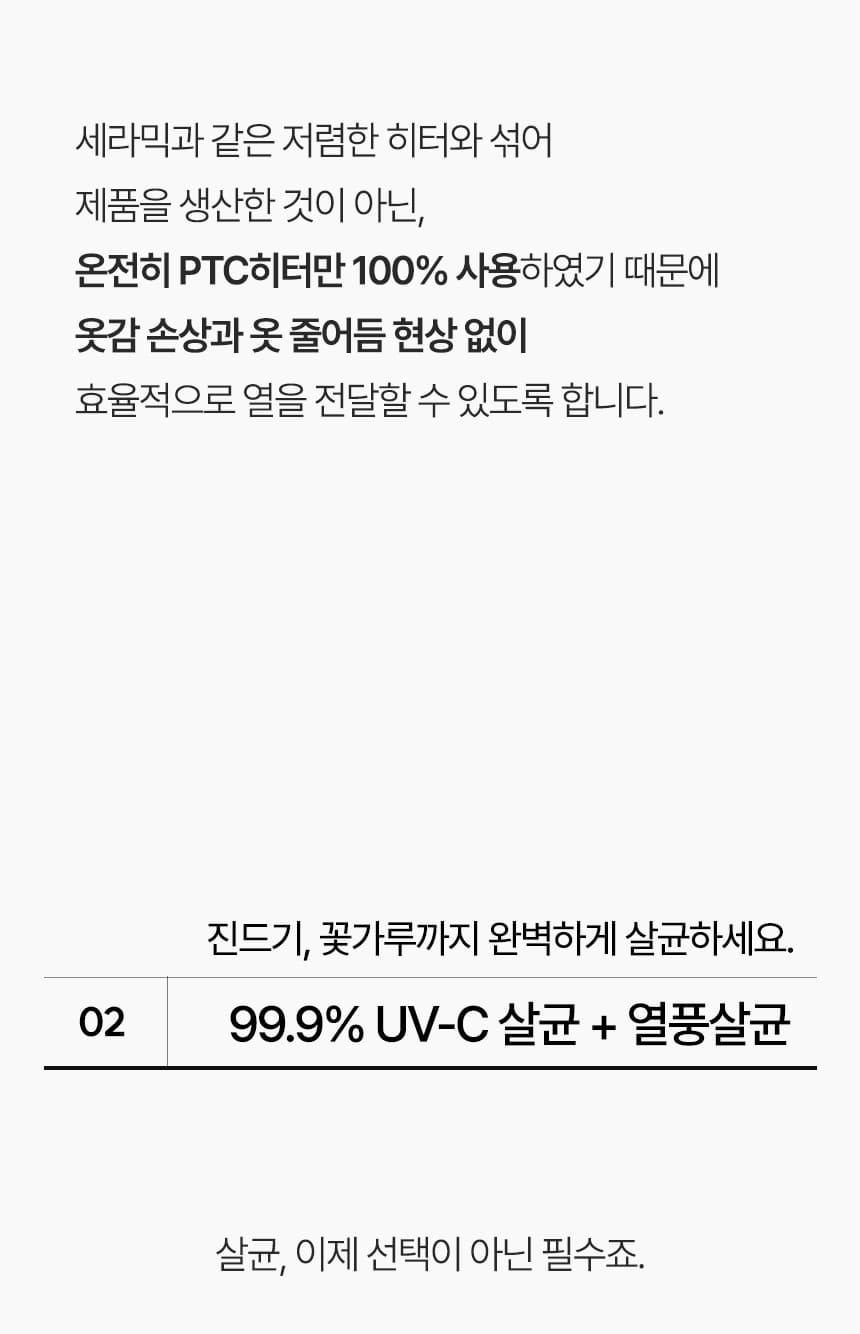 세라믹과 같은 저렴한 히터와 섞어
제품을 생산한 것이 아닌,
온전히 PTC히터만 100% 사용하였기 때문에
옷감 손상과 옷 줄어듬 현상 없이
효율적으로 열을 전달할 수 있도록 합니다.
진드기, 꽃가루까지 완벽하게 살균하세요.
02 99.9% UV-C 살균 + 열풍살균
살균, 이제 선택이 아닌 필수죠.